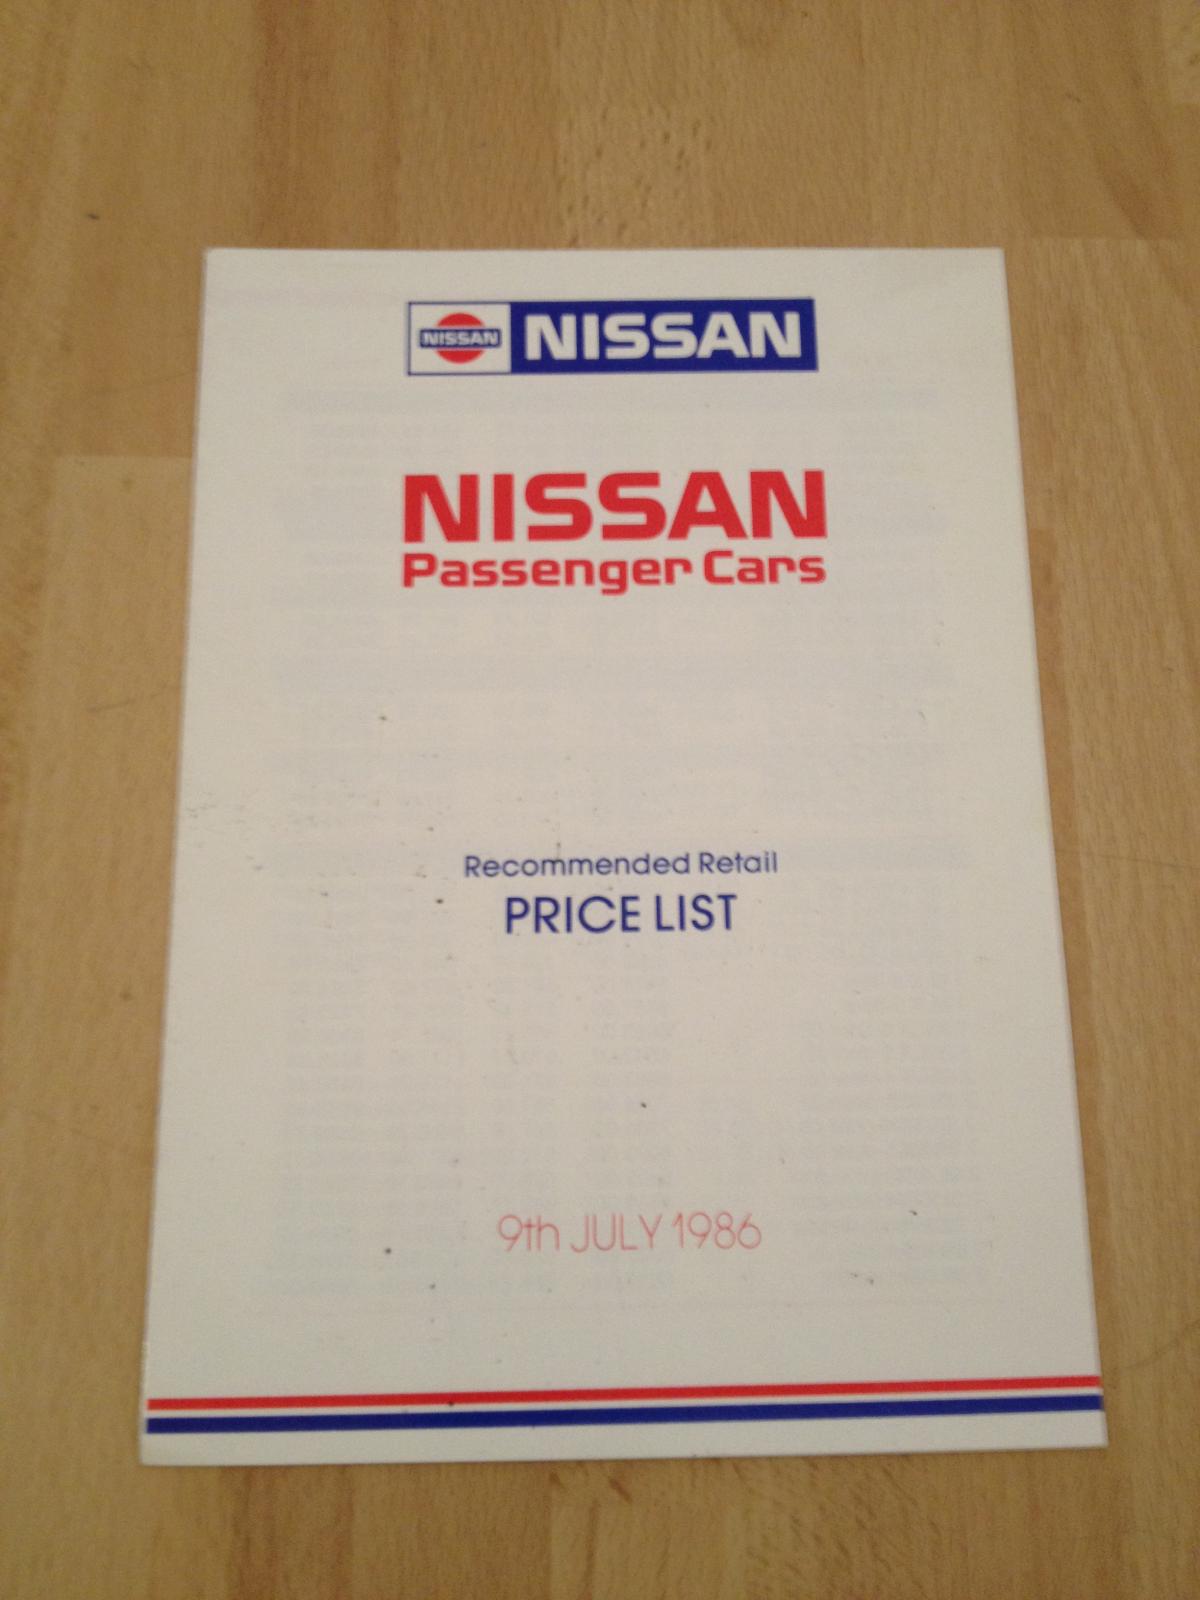 NISSAN NISSAN
NISSAN
Passenger Cars
Recommended Retail
PRICE LIST
9th JULY 1986